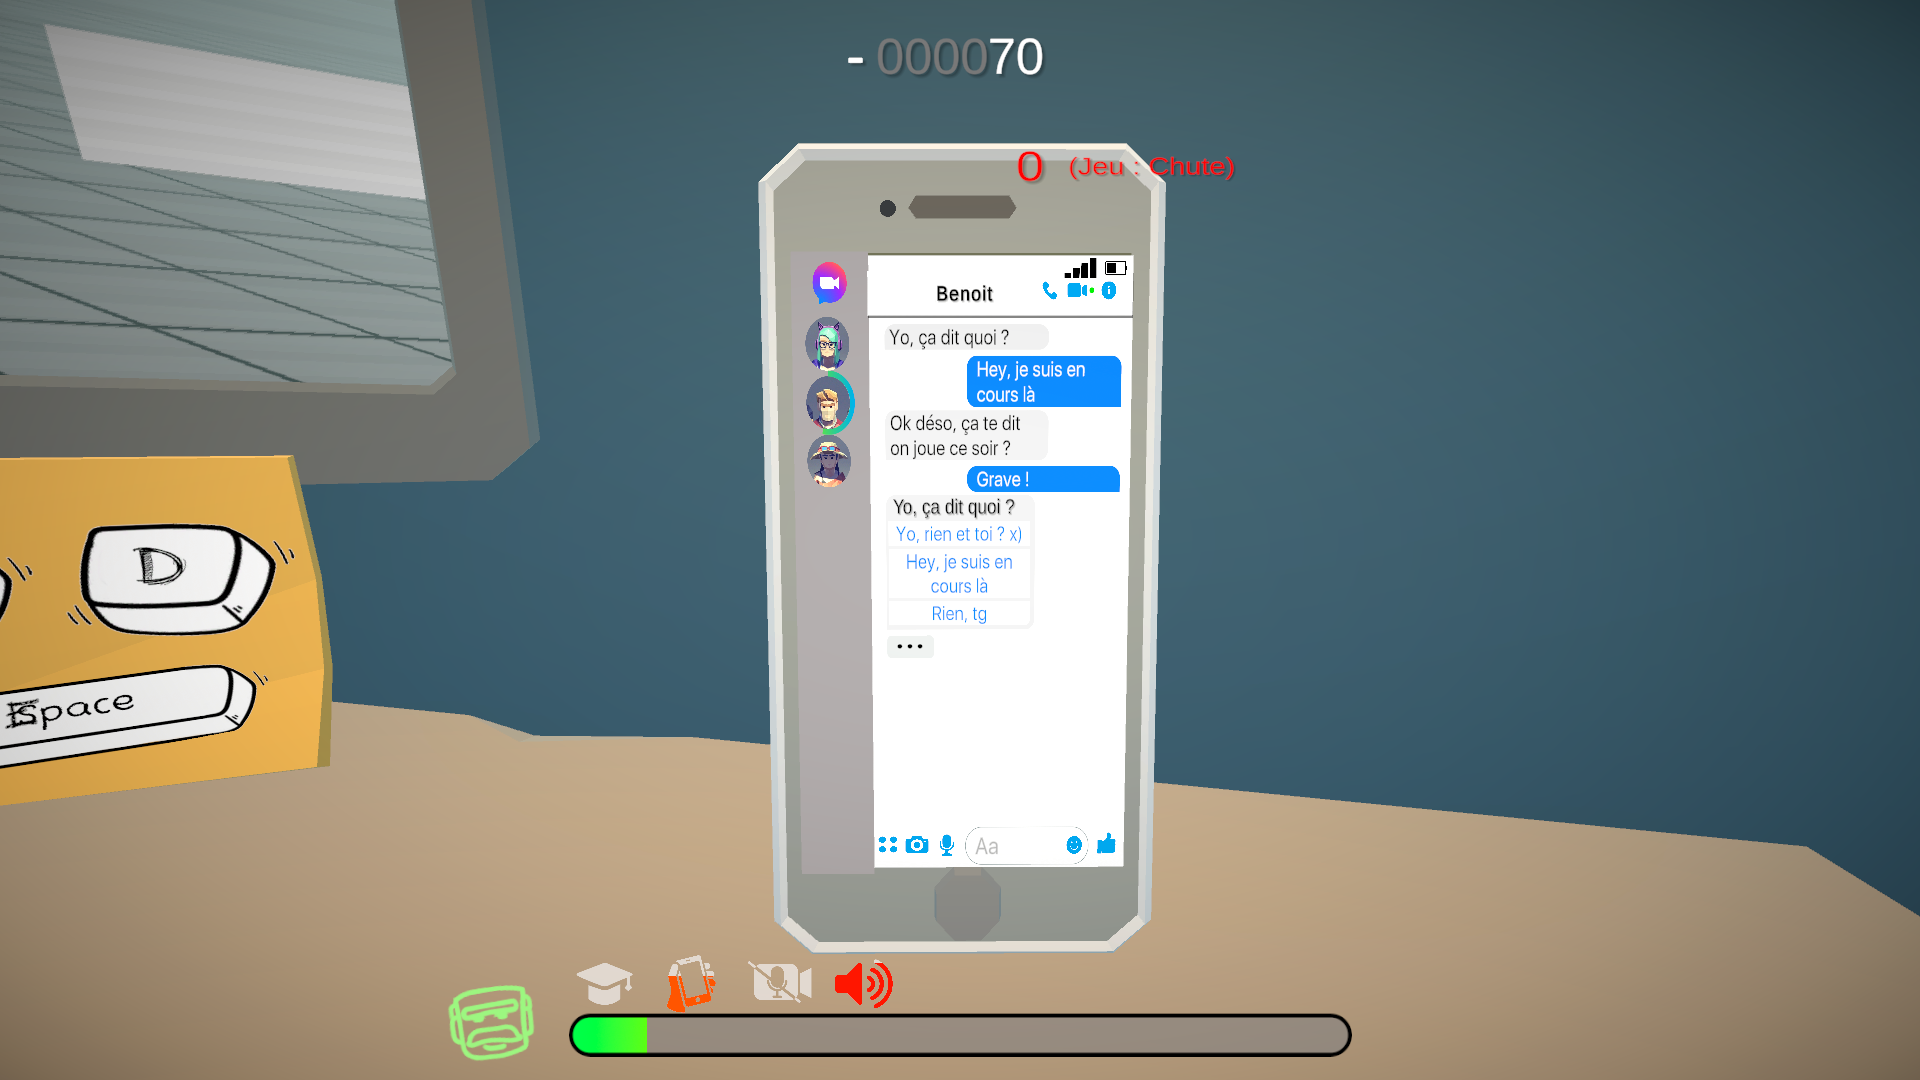 - 000070
0 (Jeu : Chute)
Benoit
Yo, ça dit quoi ?
Hey, je suis en
cours là
Ok déso, ça te dit
on joue ce soir ?
Grave !
Yo, ça dit quoi ?
Yo, rien et toi ? x)
Hey, je suis en
cours là
Rien, tg
...
Aa
D
Espace